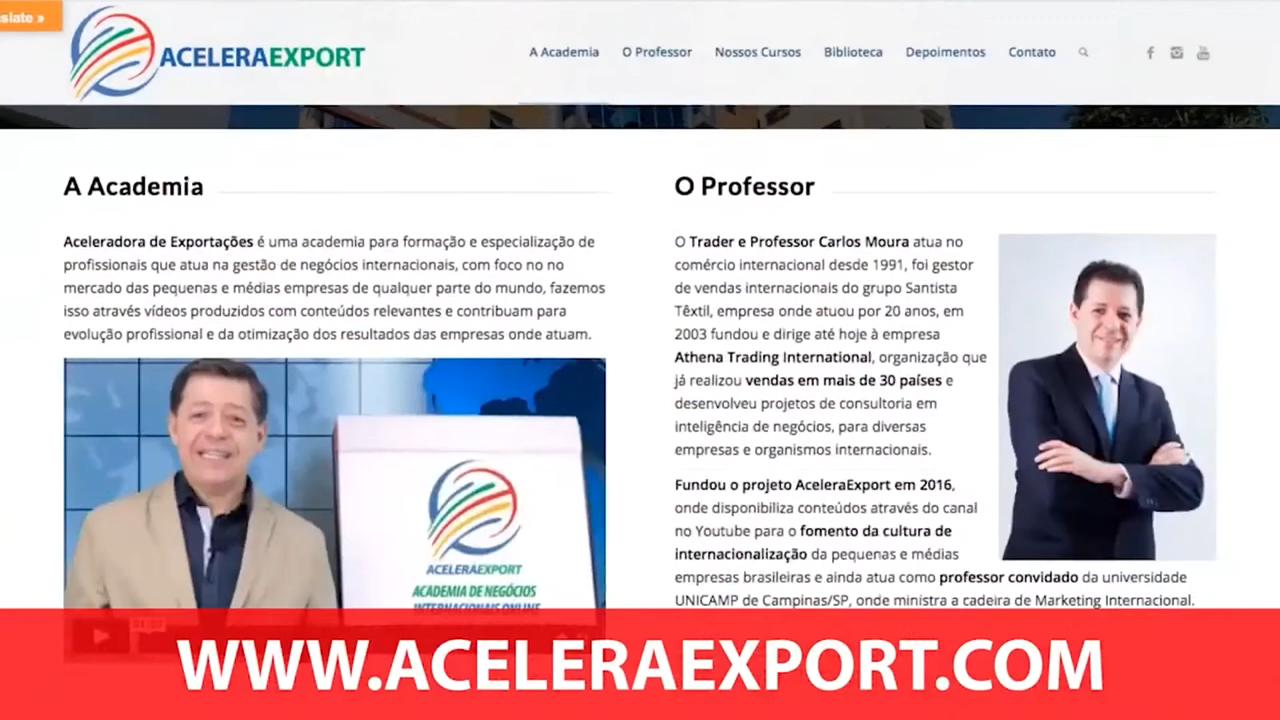 slate »
ACELERAEXPORT
A Academia O Professor Nossos Cursos Biblioteca Depoimentos Contato
A Academia
Aceleradora de Exportações é uma academia para formação e especialização de
profissionais que atua na gestão de negócios internacionais, com foco no no
mercado das pequenas e médias empresas de qualquer parte do mundo, fazemos
isso através vídeos produzidos com conteúdos relevantes e contribuam para
evolução profissional e da otimização dos resultados das empresas onde atuam.
ACELERAEXPORT
ACADEMIA DE NEGÓCIOS
INTERNACIONAIS ONLINE
O Professor
O Trader e Professor Carlos Moura atua no
comércio internacional desde 1991, foi gestor
de vendas internacionais do grupo Santista
Têxtil, empresa onde atuou por 20 anos, em
2003 fundou e dirige até hoje à empresa
Athena Trading International, organização que
já realizou vendas em mais de 30 países e
desenvolveu projetos de consultoria em
inteligência de negócios, para diversas
empresas e organismos internacionais.
Fundou o projeto AceleraExport em 2016,
onde disponibiliza conteúdos através do canal
no Youtube para o fomento da cultura de
internacionalização da pequenas e médias
empresas brasileiras e ainda atua como professor convidado da universidade
UNICAMP de Campinas/SP, onde ministra a cadeira de Marketing Internacional.
WWW.ACELERAEXPORT.COM